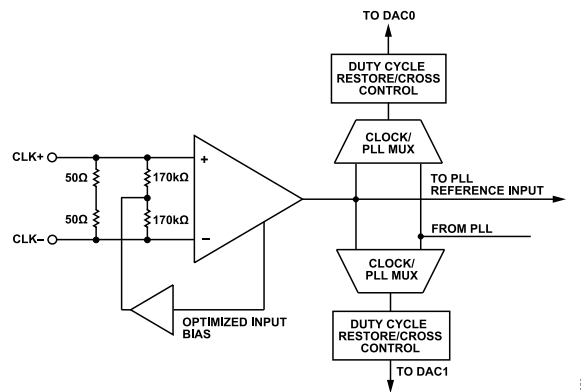 TO DAC0
DUTY CYCLE
RESTORE/CROSS
CONTROL
CLOCK/
PLL MUX
CLK+
50Ω
170kΩ
+
TO PLL
REFERENCE INPUT
50Ω
170kΩ
CLK–
–
FROM PLL
CLOCK/
PLL MUX
OPTIMIZED INPUT
BIAS
DUTY CYCLE
RESTORE/CROSS
CONTROL
TO DAC1